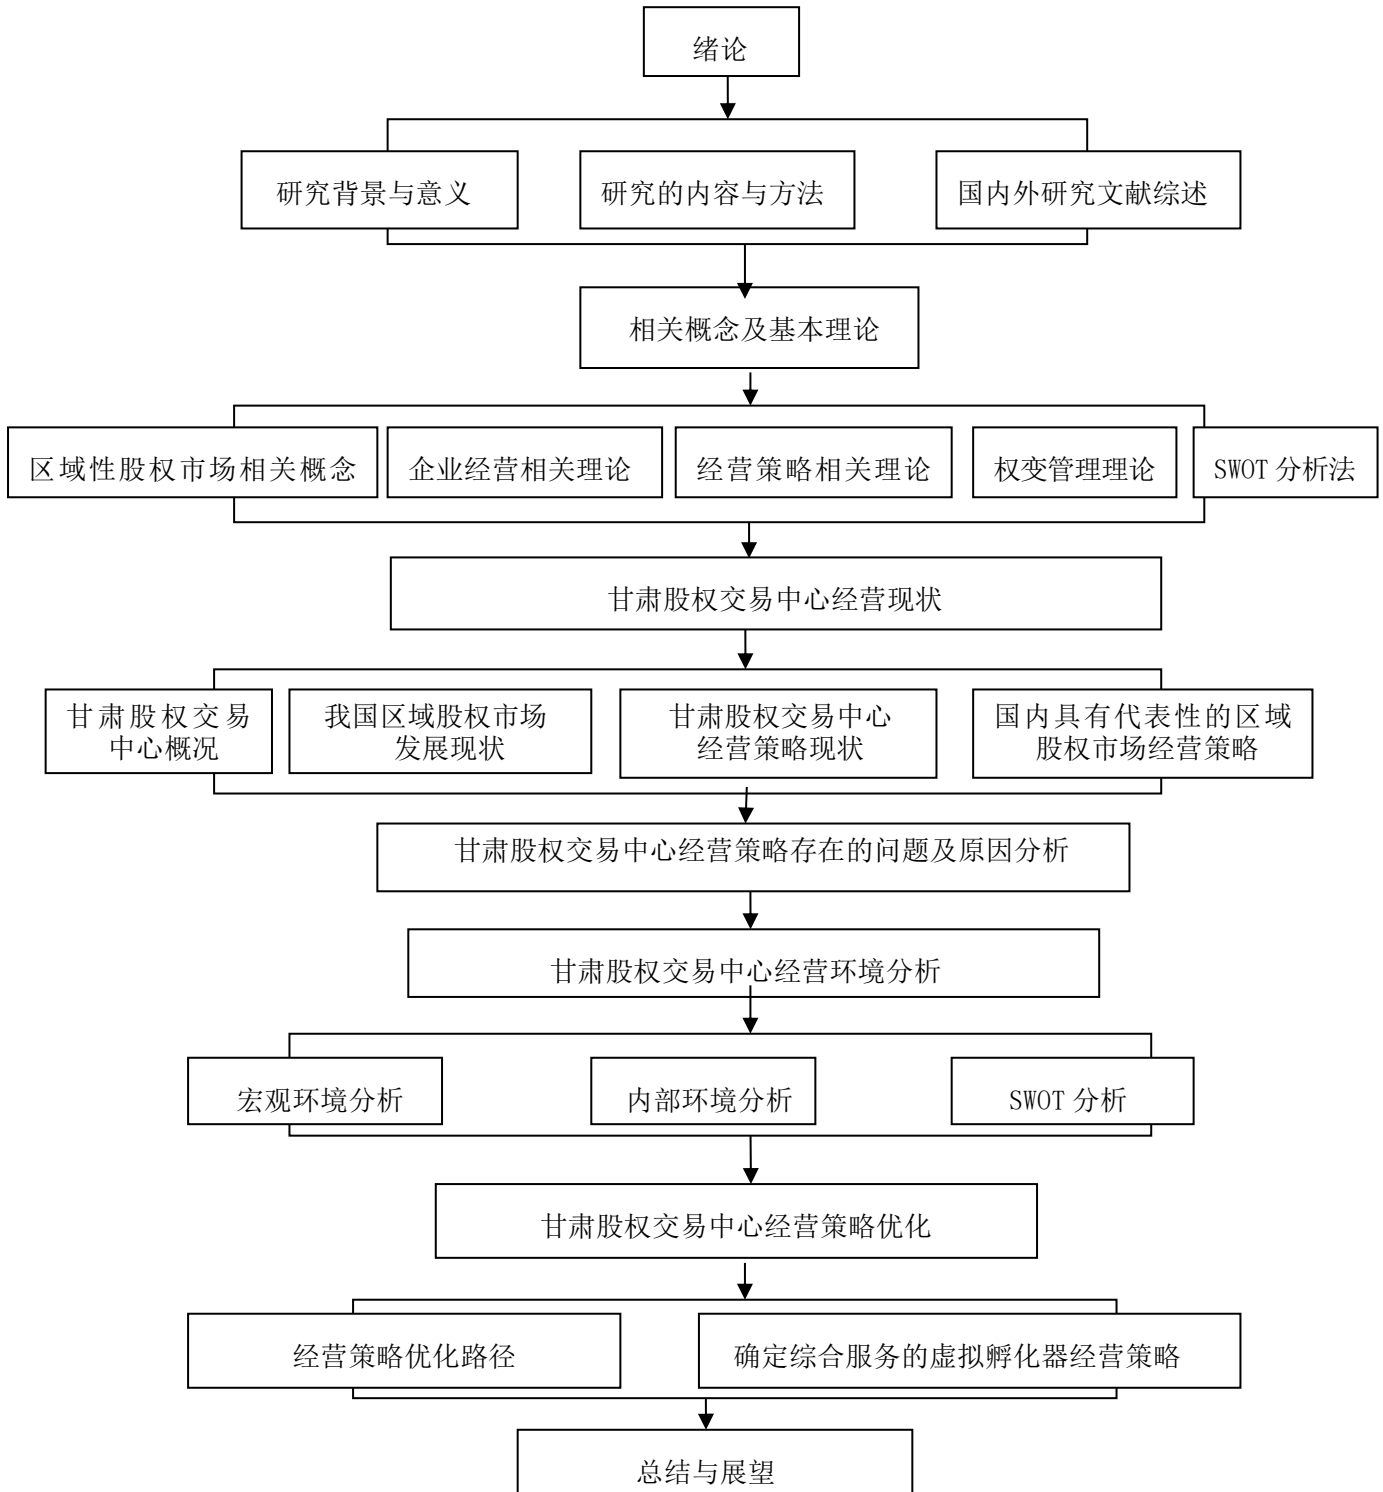 绪论
研究背景与意义
研究的内容与方法
国内外研究文献综述
相关概念及基本理论
区域性股权市场相关概念
企业经营相关理论
经营策略相关理论
权变管理理论
SWOT 分析法
甘肃股权交易中心经营现状
甘肃股权交易
中心概况
我国区域股权市场
发展现状
甘肃股权交易中心
经营策略现状
国内具有代表性的区域
股权市场经营策略
甘肃股权交易中心经营策略存在的问题及原因分析
甘肃股权交易中心经营环境分析
宏观环境分析
内部环境分析
SWOT 分析
甘肃股权交易中心经营策略优化
经营策略优化路径
确定综合服务的虚拟孵化器经营策略
总结与展望